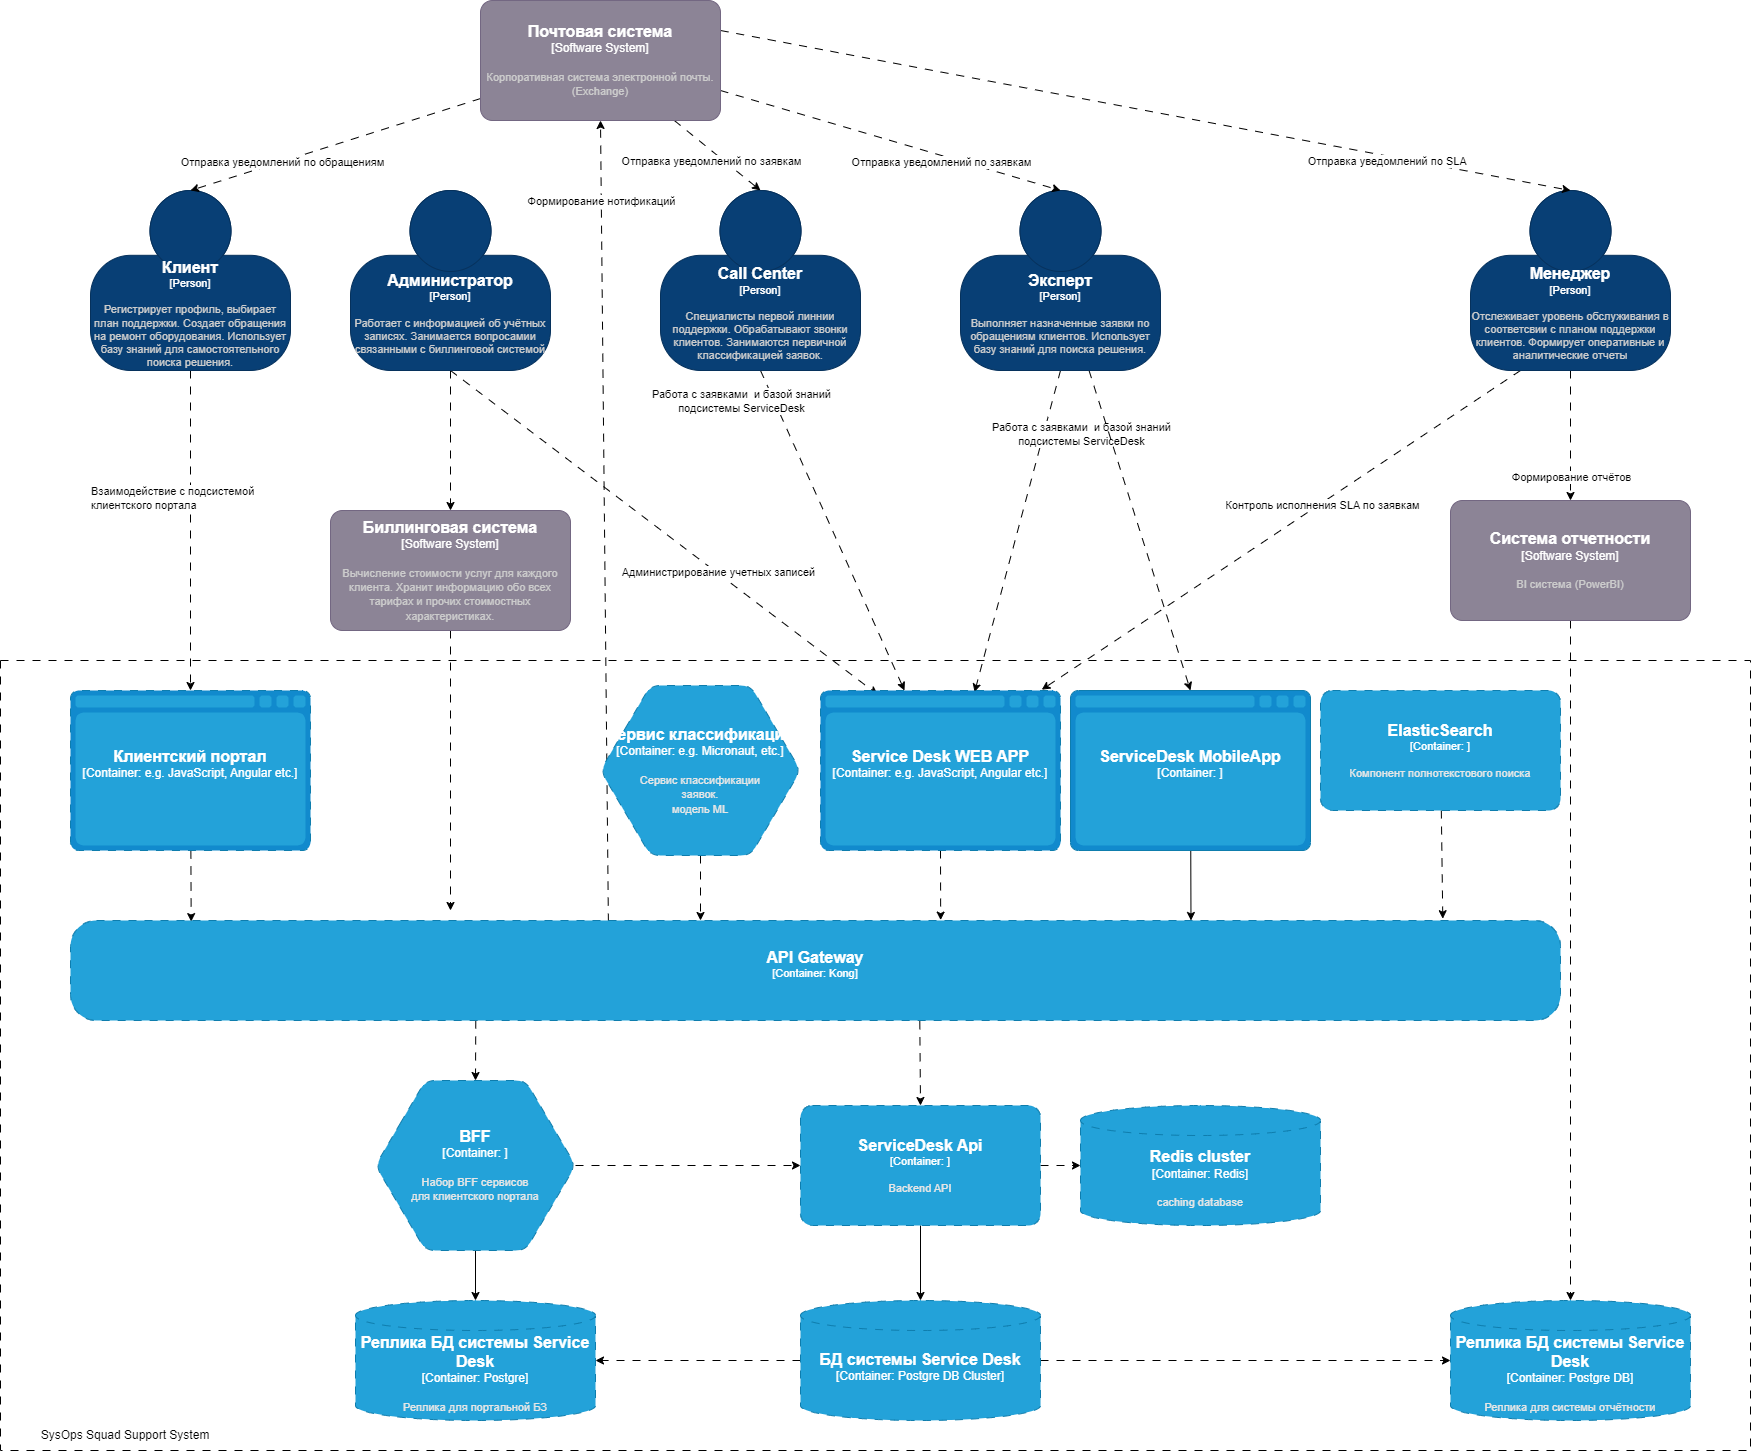 Почтовая система
[Software System]
Корпоративная система электронной почты.
(Exchange)
Отправка уведомлений по обращениям
Отправка уведомлений по заявкам
Отправка уведомлений по заявкам
Отправка уведомлений по SLA
Формирование нотификаций
Клиент
[Person]
Регистрирует профиль, выбирает
план поддержки. Создает обращения
на ремонт оборудования. Использует
базу знаний для самостоятельного
поиска решения.
Администратор
[Person]
Работает с информацией об учётных
записях. Занимается вопросамии
связанными с биллинговой системой
Call Center
[Person]
Специалисты первой линнии
поддержки. Обрабатывают звонки
клиентов. Занимаются первичной
классификацией заявок.
Эксперт
[Person]
Выполняет назначенные заявки по
обращениям клиентов. Использует
базу знаний для поиска решения.
Менеджер
[Person]
Отслеживает уровень обслуживания в
соответсвии с планом поддержки
клиентов. Формирует оперативные и
аналитические отчеты
Работа с заявками  и базой знаний
подсистемы ServiceDesk
Работа с заявками  и базой знаний
подсистемы ServiceDesk
Взаимодействие с подсистемой
клиентского портала
Формирование отчётов
Контроль исполнения SLA по заявкам
Биллинговая система
[Software System]
Вычисление стоимости услуг для каждого
клиента. Хранит информацию обо всех
тарифах и прочих стоимостных
характеристиках.
Администрирование учетных записей
Система отчетности
[Software System]
BI система (PowerBI)
Клиентский портал
[Container: e.g. JavaScript, Angular etc.]
ервис классификаци
[Container: e.g. Micronaut, etc.]
Сервис классификации
заявок.
модель ML
Service Desk WEB APP
[Container: e.g. JavaScript, Angular etc.]
ServiceDesk MobileApp
[Container: ]
ElasticSearch
[Container: ]
Компонент полнотекстового поиска
API Gateway
[Container: Kong]
BFF
[Container: ]
Набор BFF сервисов
для клиентского портала
ServiceDesk Api
[Container: ]
Backend API
Redis cluster
[Container: Redis]
caching database
Реплика БД системы Service
Desk
[Container: Postgre]
Реплика для портальной БЗ
БД системы Service Desk
[Container: Postgre DB Cluster]
Реплика БД системы Service
Desk
[Container: Postgre DB]
Реплика для системы отчётности
SysOps Squad Support System